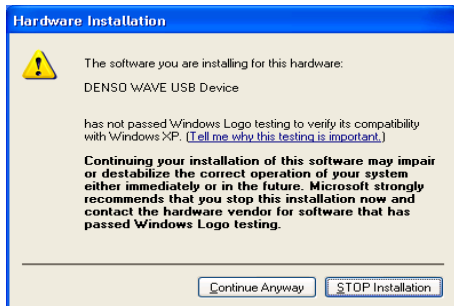 Hardware Installation
The software you are installing for this hardware:
DENSO WAVE USB Device
has not passed Windows Logo testing to verify its compatibility
with Windows XP. (Tell me why this testing is important.)
Continuing your installation of this software may impair
or destabilize the correct operation of your system
either immediately or in the future. Microsoft strongly
recommends that you stop this installation now and
contact the hardware vendor for software that has
passed Windows Logo testing.
Continue Anyway
STOP Installation